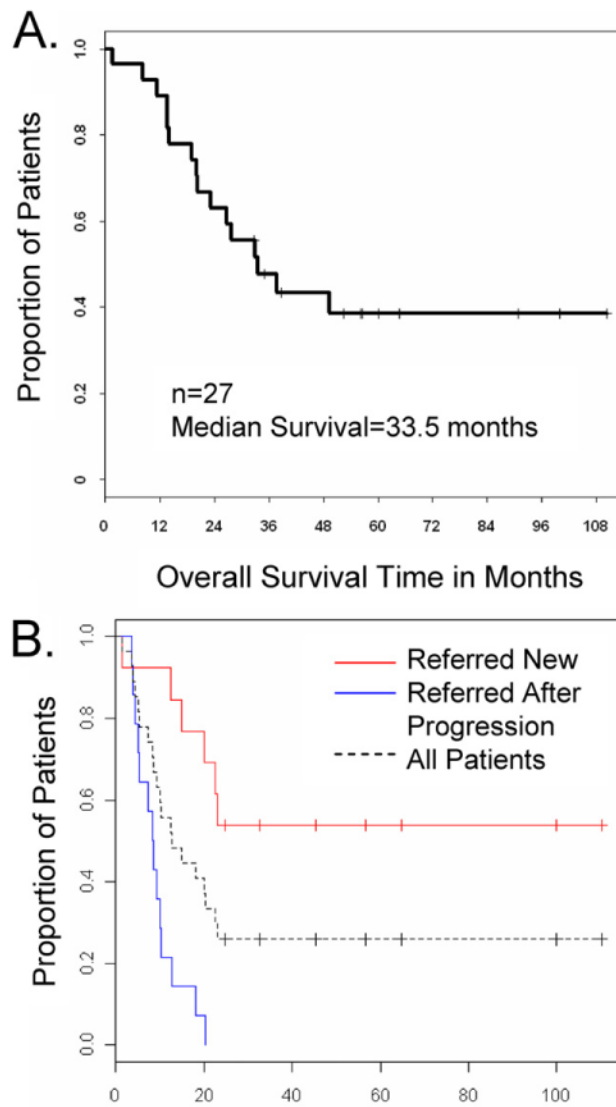 A.
Proportion of Patients
1.0
0.8
0.6
0.4
0.2
0
n=27
Median Survival=33.5 months
0 12 24 36 48 60 72 84 96 108
Overall Survival Time in Months
B.
Proportion of Patients
1.0
0.8
0.6
0.4
0.2
0.0
Referred New
Referred After
Progression
All Patients
0 20 40 60 80 100